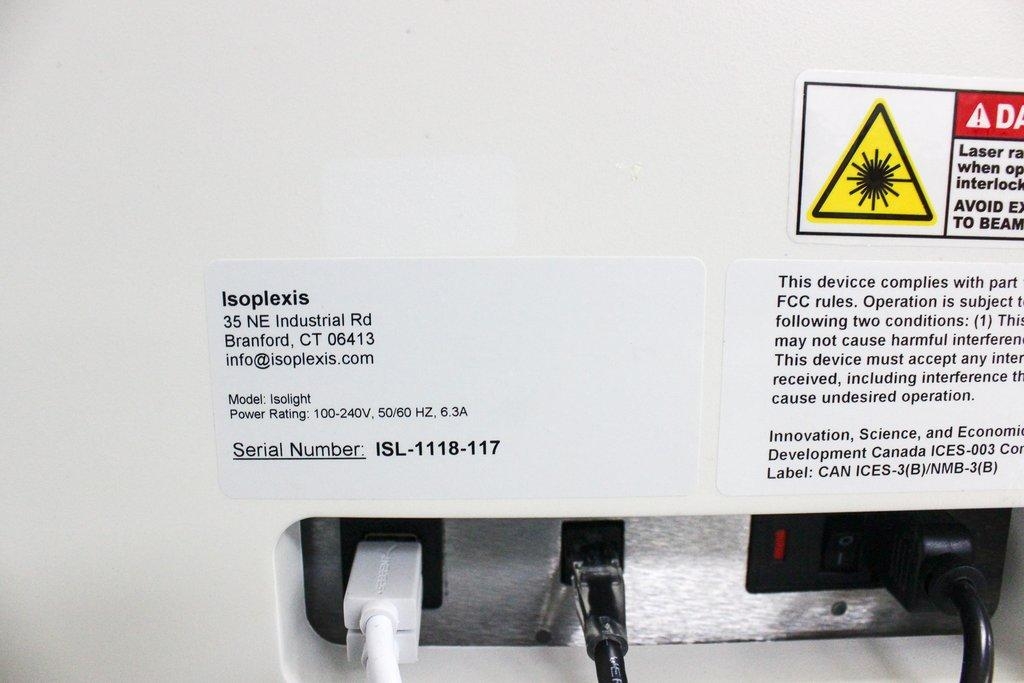 Isoplexis
35 NE Industrial Rd
Branford, CT 06413
info@isoplexis.com
Model: Isolight
Power Rating: 100-240V, 50/60 HZ, 6.3A
Serial Number: ISL-1118-117
DA
Laser ra
when op
interlock
AVOID EX
TO BEAM
This devicce complies with part
FCC rules. Operation is subject to
following two conditions: (1) This
may not cause harmful interferen
This device must accept any inter
received, including interference th
cause undesired operation.
Innovation, Science, and Economic
Development Canada ICES-003 Com
Label: CAN ICES-3(B)/NMB-3(B)